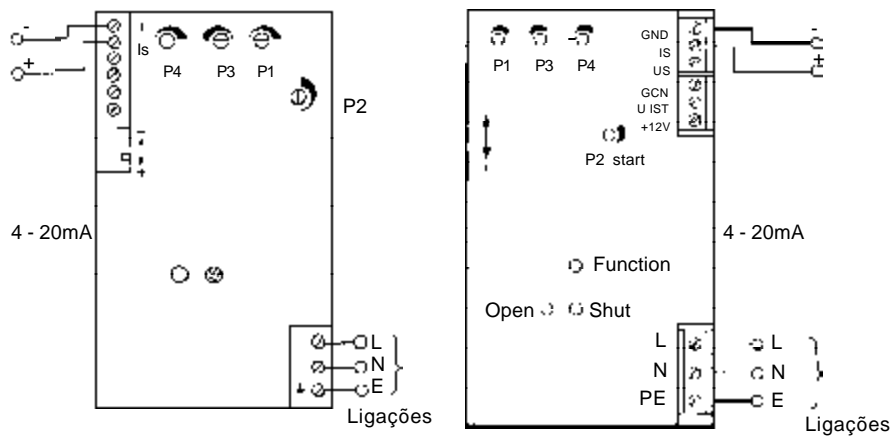 -
+
Is
P4 P3 P1
P2
4 - 20mA
L
N
E
Ligações
P1 P3 P4
GND
IS
US
GCN
U IST
+12V
-
+
P2 start
4 - 20mA
Function
Open Shut
L L
N N
PE E
Ligações